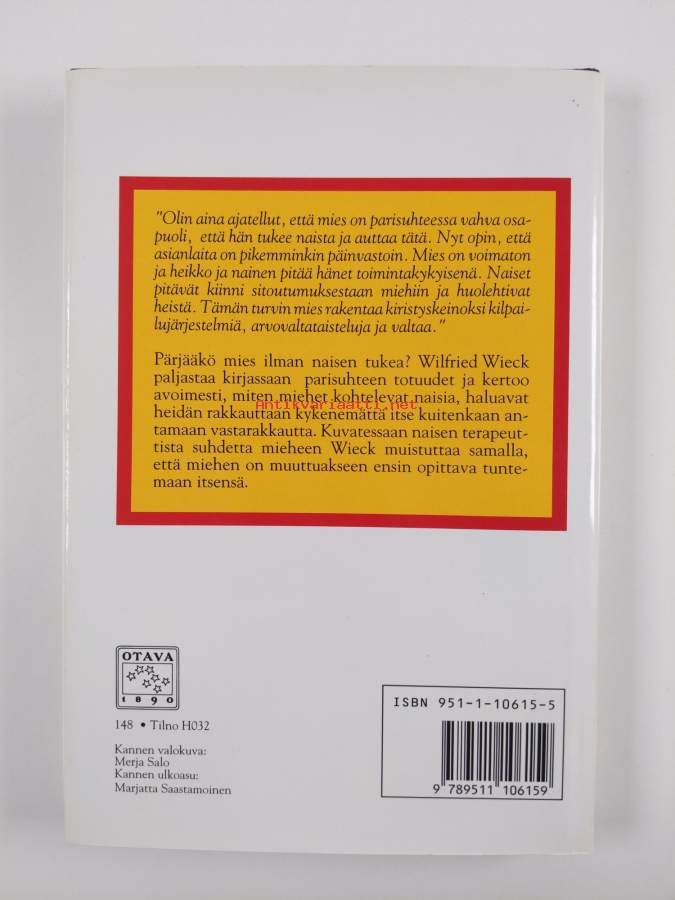 "Olin aina ajatellut, että mies on parisuhteessa vahva osa-
puoli, että hän tukee naista ja auttaa tätä. Nyt opin, että
asianlaita on pikemminkin päinvastoin. Mies on voimaton
ja heikko ja nainen pitää hänet toimintakykyisenä. Naiset
pitävät kiinni sitoutumuksestaan miehiin ja huolehtivat
heistä. Tämän turvin mies rakentaa kiristyskeinoksi kilpai-
lujärjestelmiä, arvovaltataisteluja ja valtaa."
Pärjääkö mies ilman naisen tukea? Wilfried Wieck
paljastaa kirjassaan parisuhteen totuudet ja kertoo
avoimesti, miten miehet kohtelevat naisia, haluavat
Antikvariaatti.net
heidän rakkauttaan kykenemättä itse kuitenkaan an-
tamaan vastarakkautta. Kuvatessaan naisen terapeut-
tista suhdetta mieheen Wieck muistuttaa samalla,
että miehen on muuttuakseen ensin opittava tunte-
maan itsensä.
OTAVA
1890
148 • Tilno H032
Kannen valokuva:
Merja Salo
Kannen ulkoasu:
Marjatta Saastamoinen
ISBN 951-1-10615-5
9 789511 106159